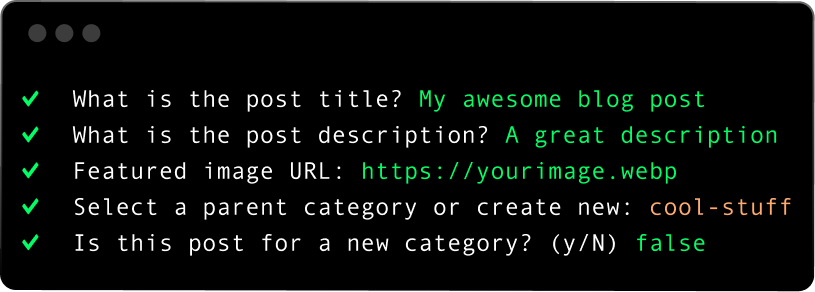 ✔ What is the post title? My awesome blog post
✔ What is the post description? A great description
✔ Featured image URL: https://yourimage.webp
✔ Select a parent category or create new: cool-stuff
✔ Is this post for a new category? (y/N) false